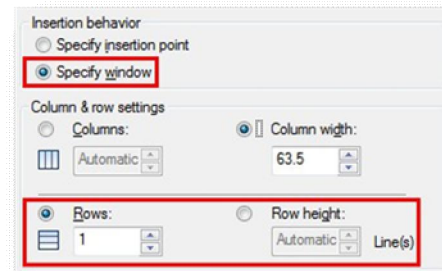 Insertion behavior
Specify insertion point
Specify window
Column & row settings
Columns: Column width:
Automatic 63.5
Rows: Row height:
1 Automatic Line(s)